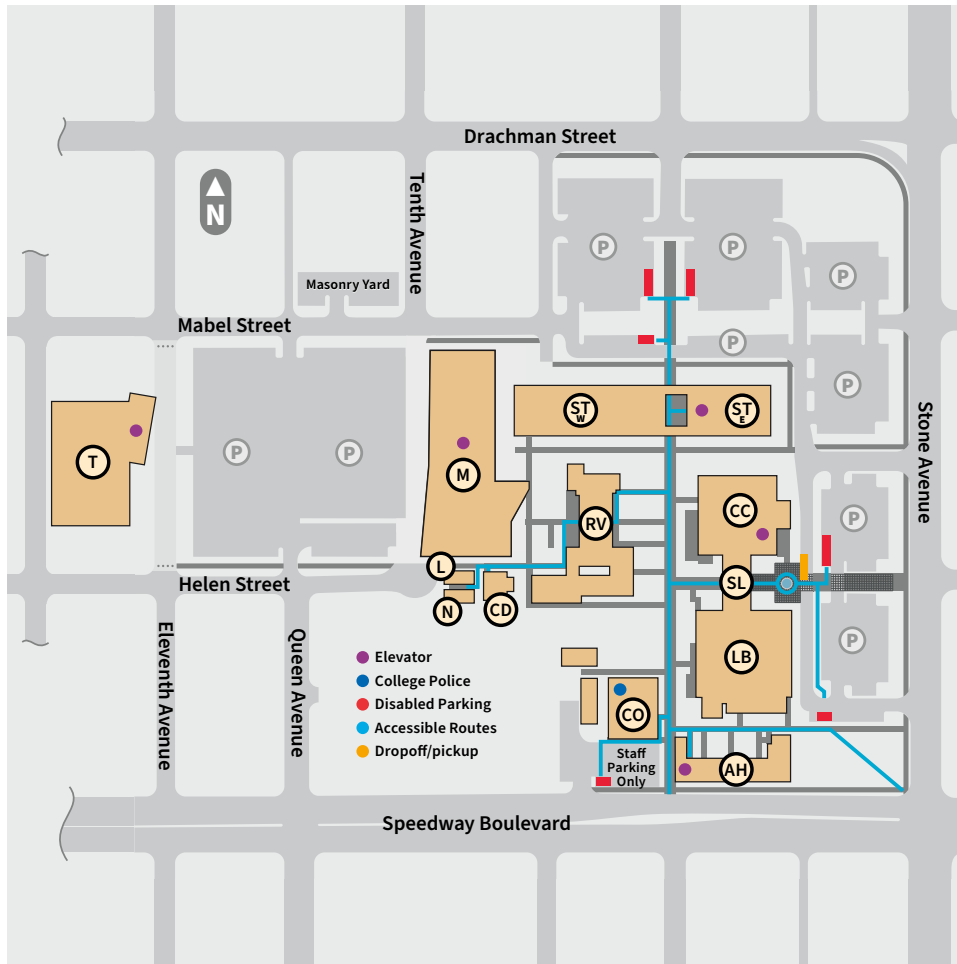 Drachman Street
N
Tenth Avenue
P
P
P
Masonry Yard
Mabel Street
P
P
ST
W
ST
E
Stone Avenue
T
P
P
M
CC
P
RV
L
Helen Street
SL
N
CD
Eleventh Avenue
Queen Avenue
P
LB
Elevator
College Police
Disabled Parking
Accessible Routes
Dropoff/pickup
CO
Staff
Parking
Only
AH
Speedway Boulevard